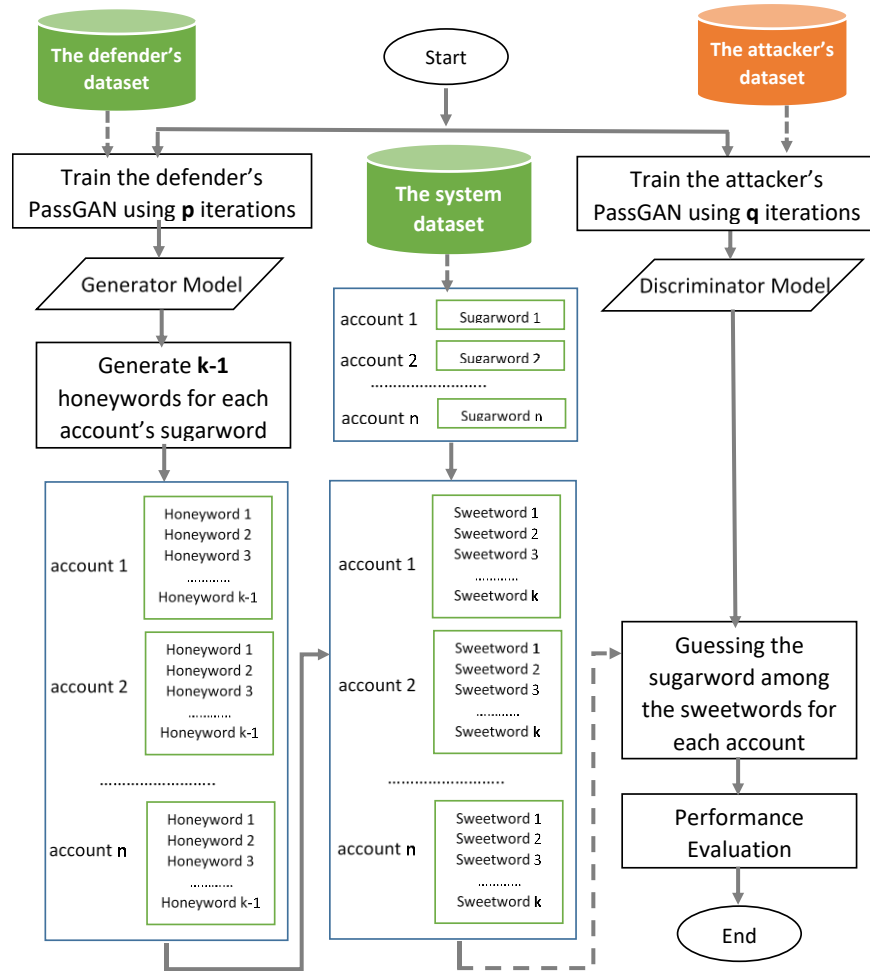 The defender's
dataset
Start
The attacker's
dataset
Train the defender's
PassGAN using p iterations
The system
dataset
Train the attacker's
PassGAN using q iterations
Generator Model
Discriminator Model
account 1
Sugarword 1
account 2
Sugarword 2
........................
account n
Sugarword n
Generate k-1
honeywords for each
account's sugarword
account 1
Honeyword 1
Honeyword 2
Honeyword 3
...........
Honeyword k-1
account 2
Honeyword 1
Honeyword 2
Honeyword 3
...........
Honeyword k-1
........................
account n
Honeyword 1
Honeyword 2
Honeyword 3
...........
Honeyword k-1
account 1
Sweetword 1
Sweetword 2
Sweetword 3
...........
Sweetword k
account 2
Sweetword 1
Sweetword 2
Sweetword 3
...........
Sweetword k
........................
account n
Sweetword 1
Sweetword 2
Sweetword 3
...........
Sweetword k
Guessing the
sugarword among
the sweetwords for
each account
Performance
Evaluation
End